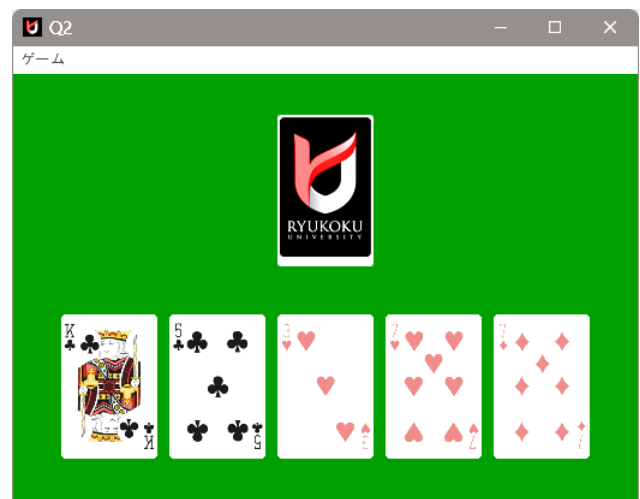 Q2
ゲーム
RYUKOKU
UNIVERSITY
K 5 3 7 7
K 5 3 7 7